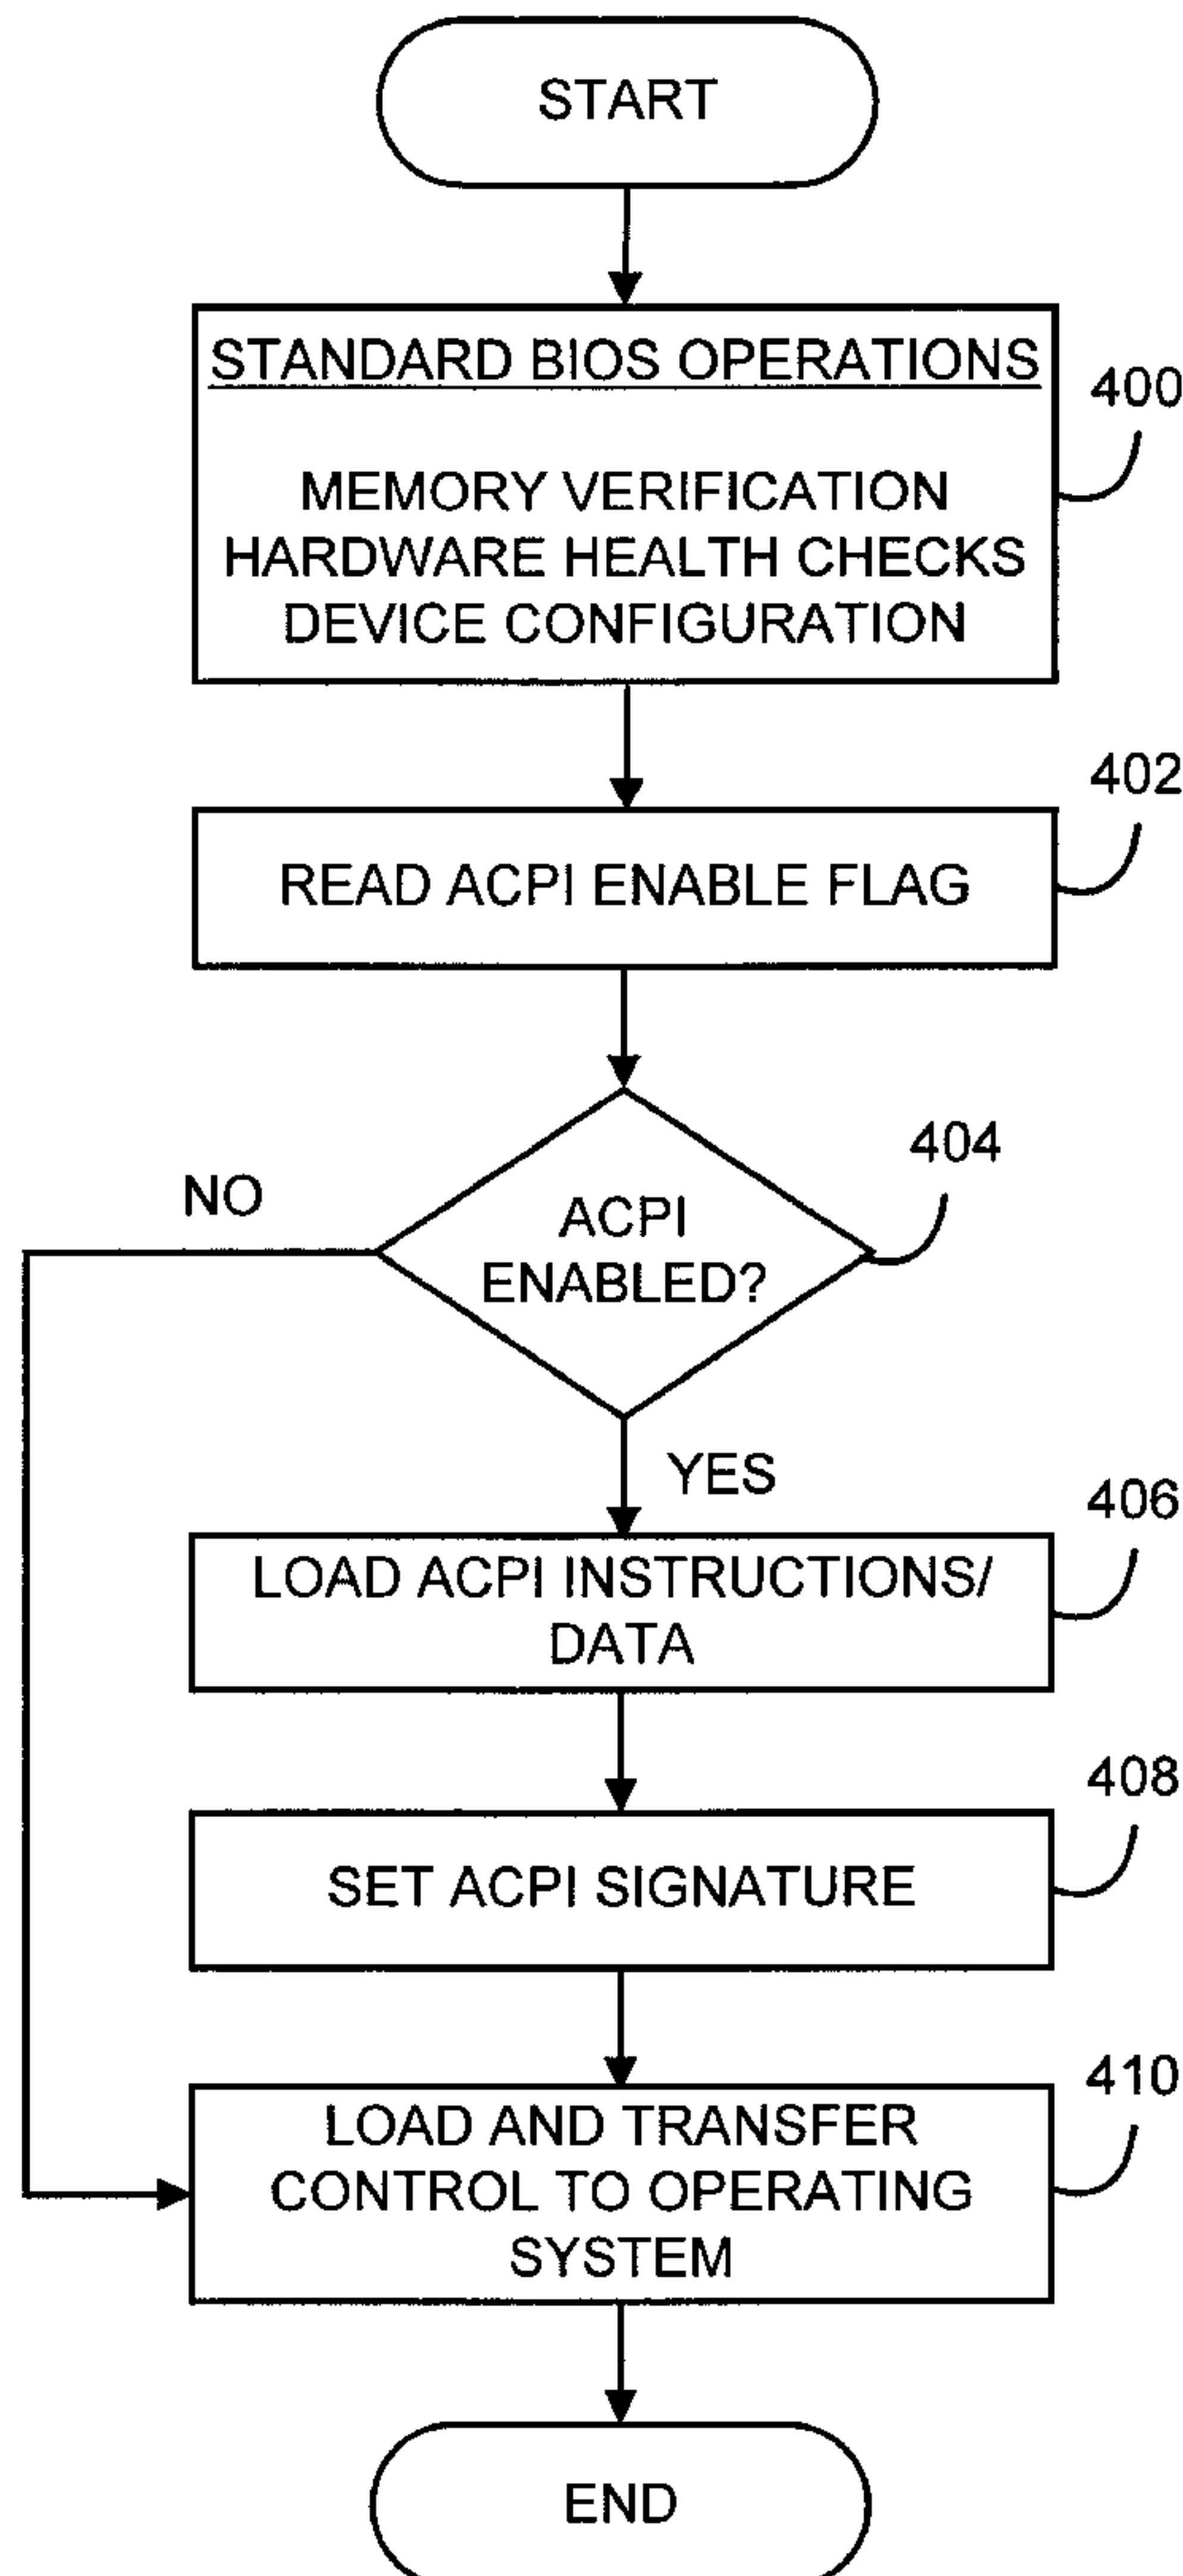 START
STANDARD BIOS OPERATIONS
400
MEMORY VERIFICATION
HARDWARE HEALTH CHECKS
DEVICE CONFIGURATION
402
READ ACPI ENABLE FLAG
404
NO
ACPI
ENABLED?
YES
406
LOAD ACPI INSTRUCTIONS/
DATA
408
SET ACPI SIGNATURE
410
LOAD AND TRANSFER
CONTROL TO OPERATING
SYSTEM
END